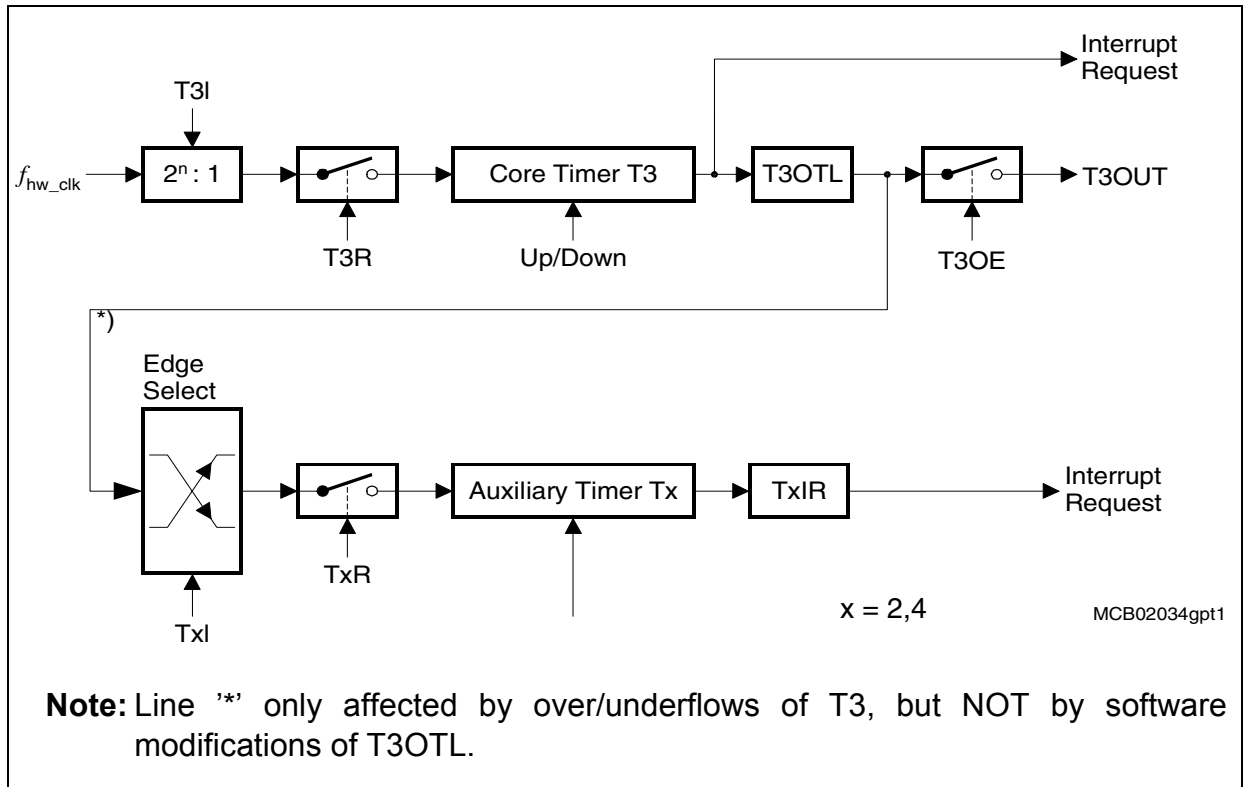 Interrupt
Request
T3I
f hw_clk
2ⁿ : 1
Core Timer T3
T3OTL
T3OUT
T3R
Up/Down
T3OE
*)
Edge
Select
Auxiliary Timer Tx
TxIR
Interrupt
Request
TxR
TxI
x = 2,4
MCB02034gpt1
Note: Line ’*’ only affected by over/underflows of T3, but NOT by software
modifications of T3OTL.